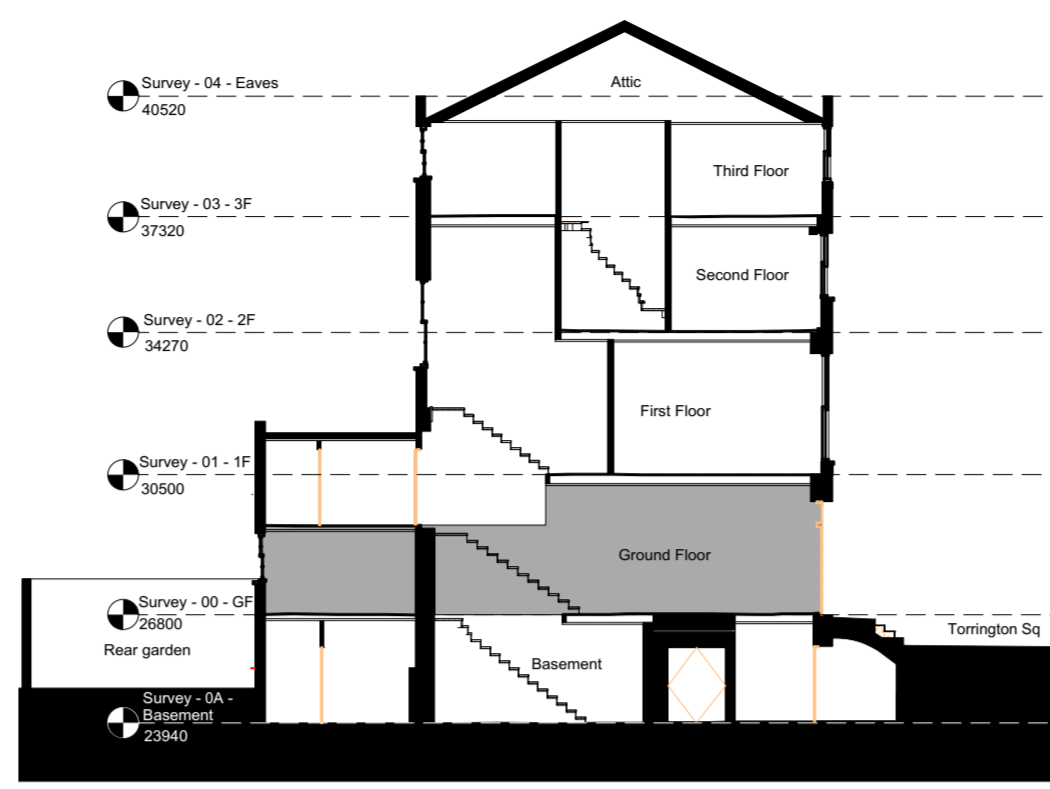 Attic
Survey - 04 - Eaves
40520
Third Floor
Survey - 03 - 3F
37320
Second Floor
Survey - 02 - 2F
34270
First Floor
Survey - 01 - 1F
30500
Ground Floor
Survey - 00 - GF
26800
Torrington Sq
Rear garden
Basement
Survey - 0A -
Basement
23940